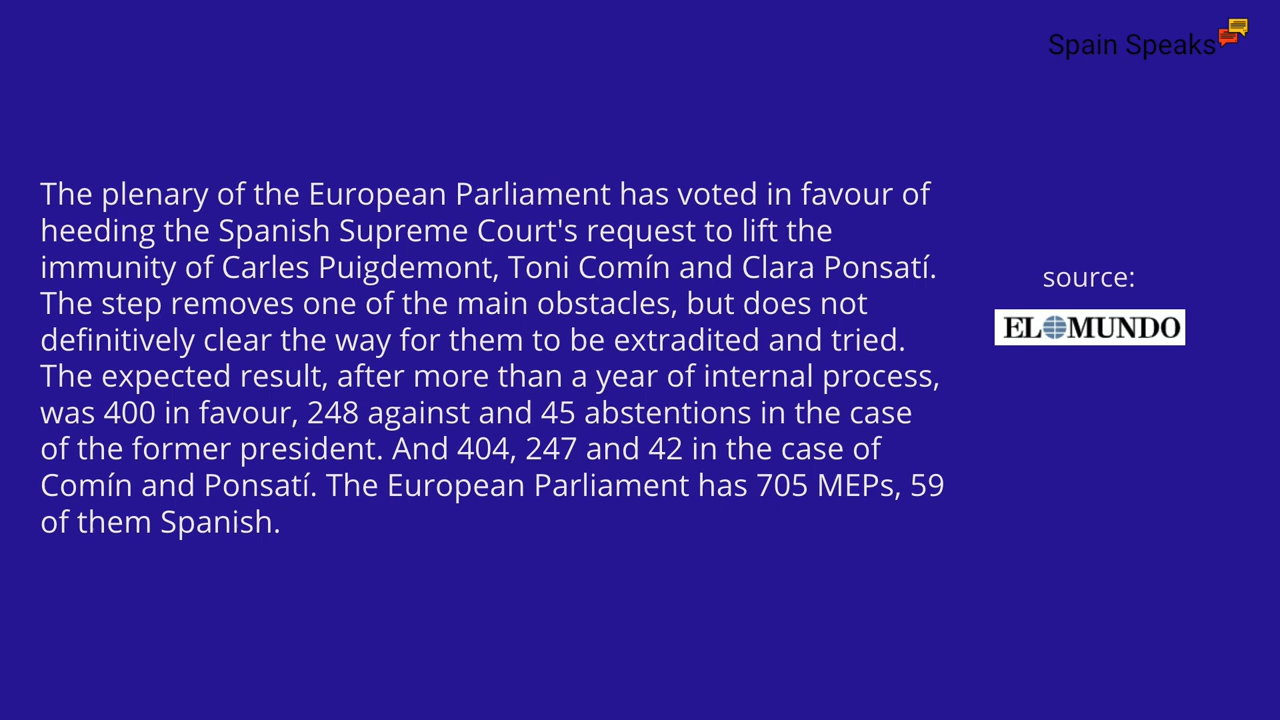 Spain Speaks
The plenary of the European Parliament has voted in favour of
heeding the Spanish Supreme Court's request to lift the
immunity of Carles Puigdemont, Toni Comín and Clara Ponsatí.
The step removes one of the main obstacles, but does not
definitively clear the way for them to be extradited and tried.
The expected result, after more than a year of internal process,
was 400 in favour, 248 against and 45 abstentions in the case
of the former president. And 404, 247 and 42 in the case of
Comín and Ponsatí. The European Parliament has 705 MEPs, 59
of them Spanish.
source:
EL MUNDO